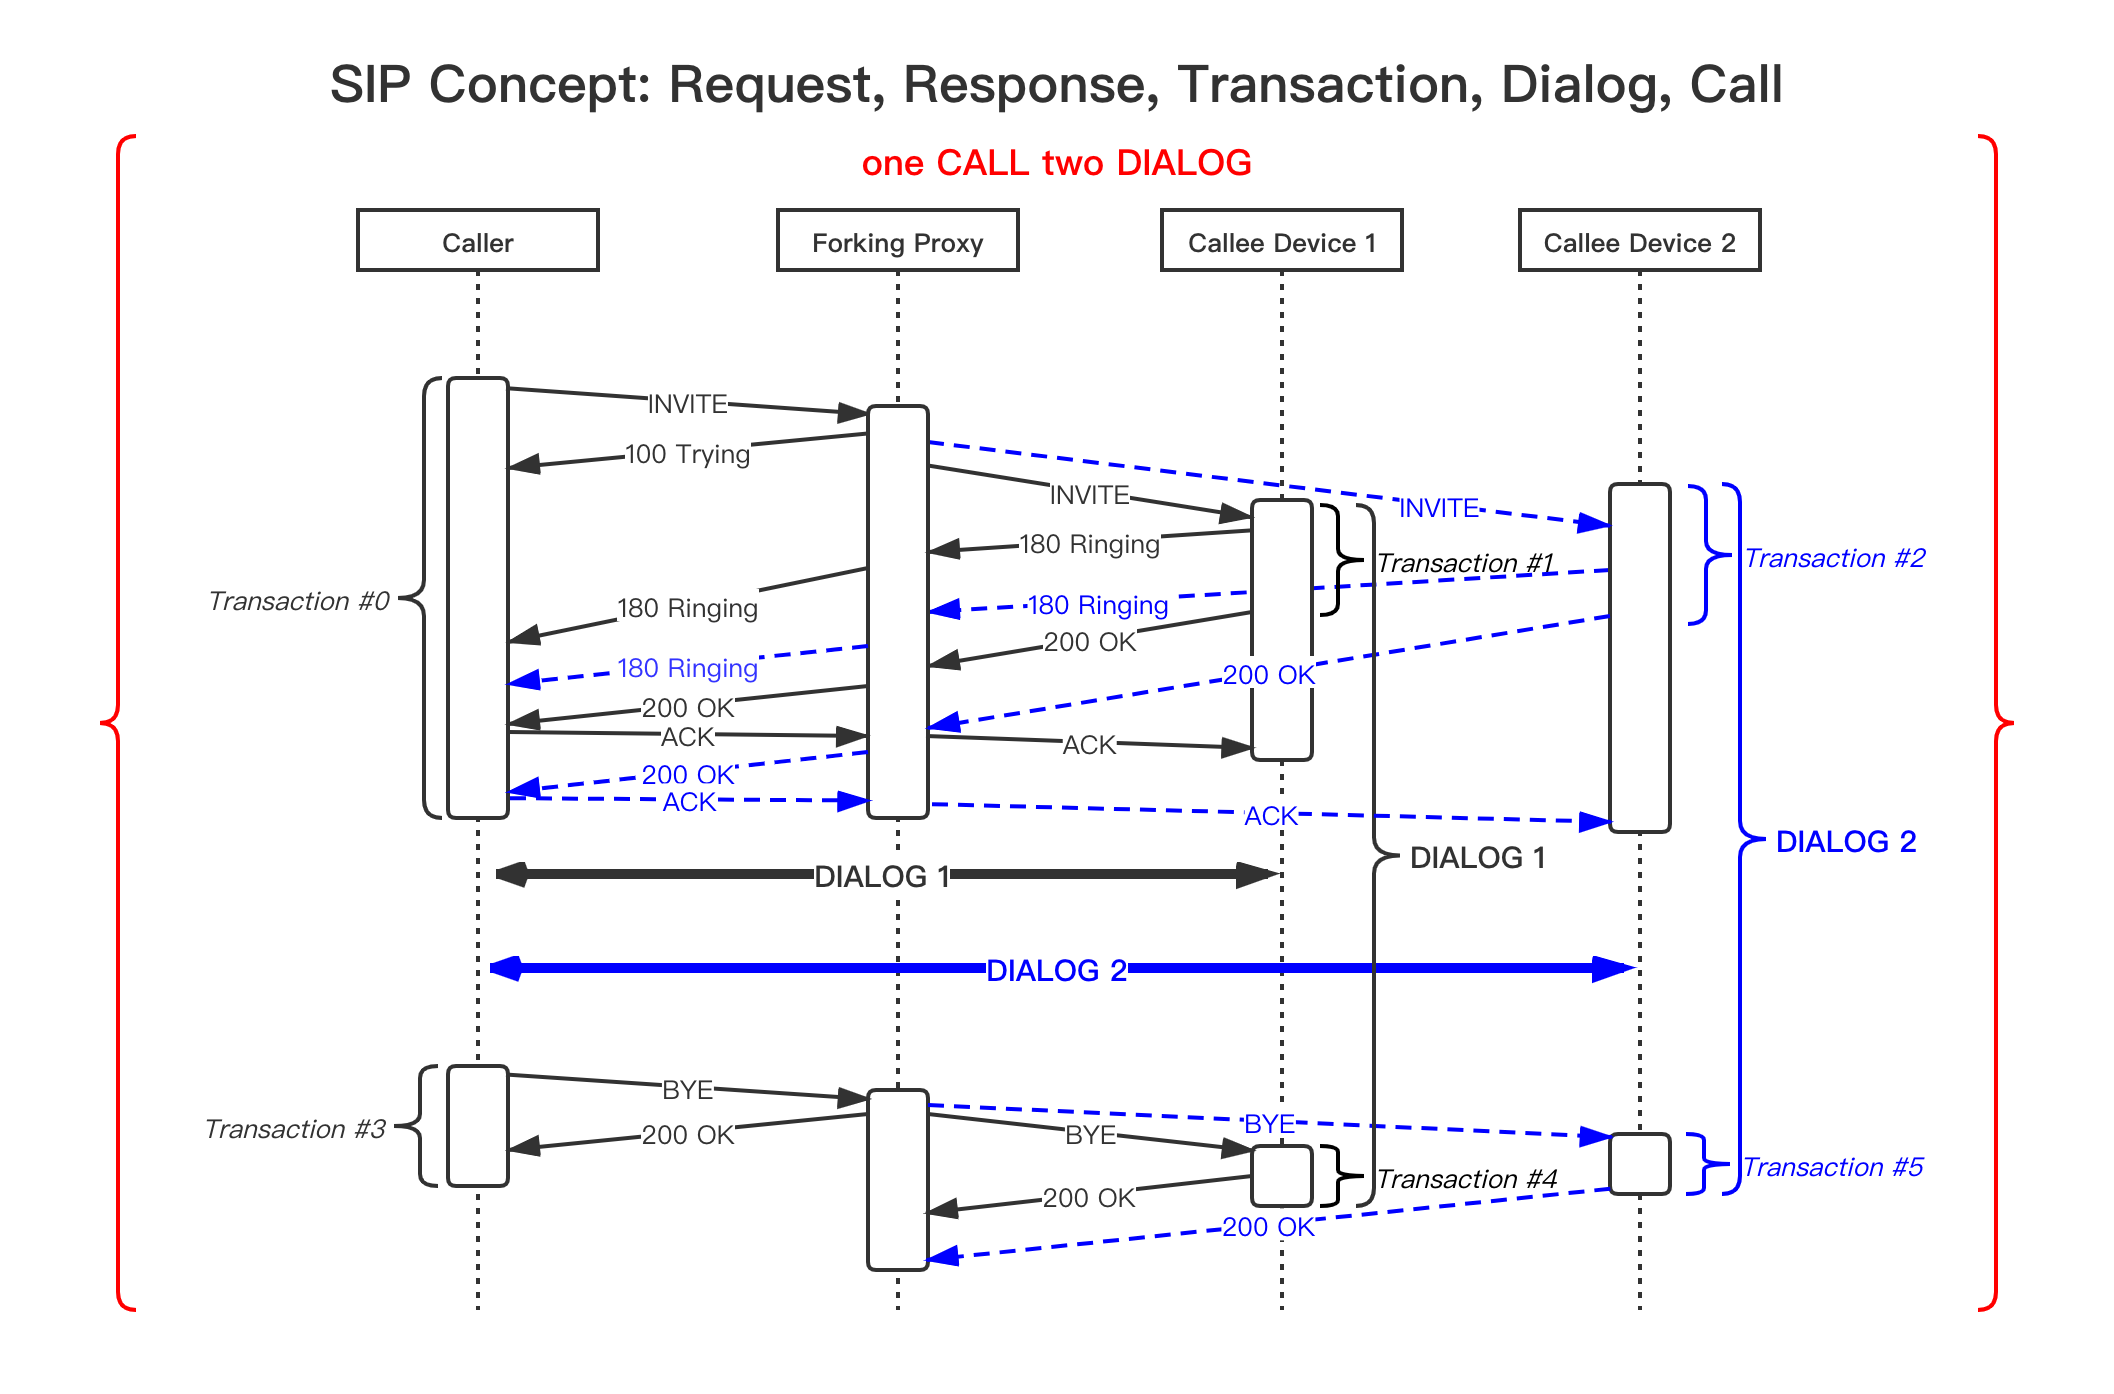 SIP Concept: Request, Response, Transaction, Dialog, Call
one CALL two DIALOG
Caller
Forking Proxy
Callee Device 1
Callee Device 2
INVITE
100 Trying
INVITE
INVITE
180 Ringing
Transaction #1
Transaction #2
Transaction #0
180 Ringing
180 Ringing
200 OK
180 Ringing
200 OK
200 OK
ACK
ACK
200 OK
ACK
ACK
DIALOG 2
DIALOG 1
DIALOG 1
DIALOG 2
BYE
BYE
Transaction #3
200 OK
BYE
Transaction #5
Transaction #4
200 OK
200 OK